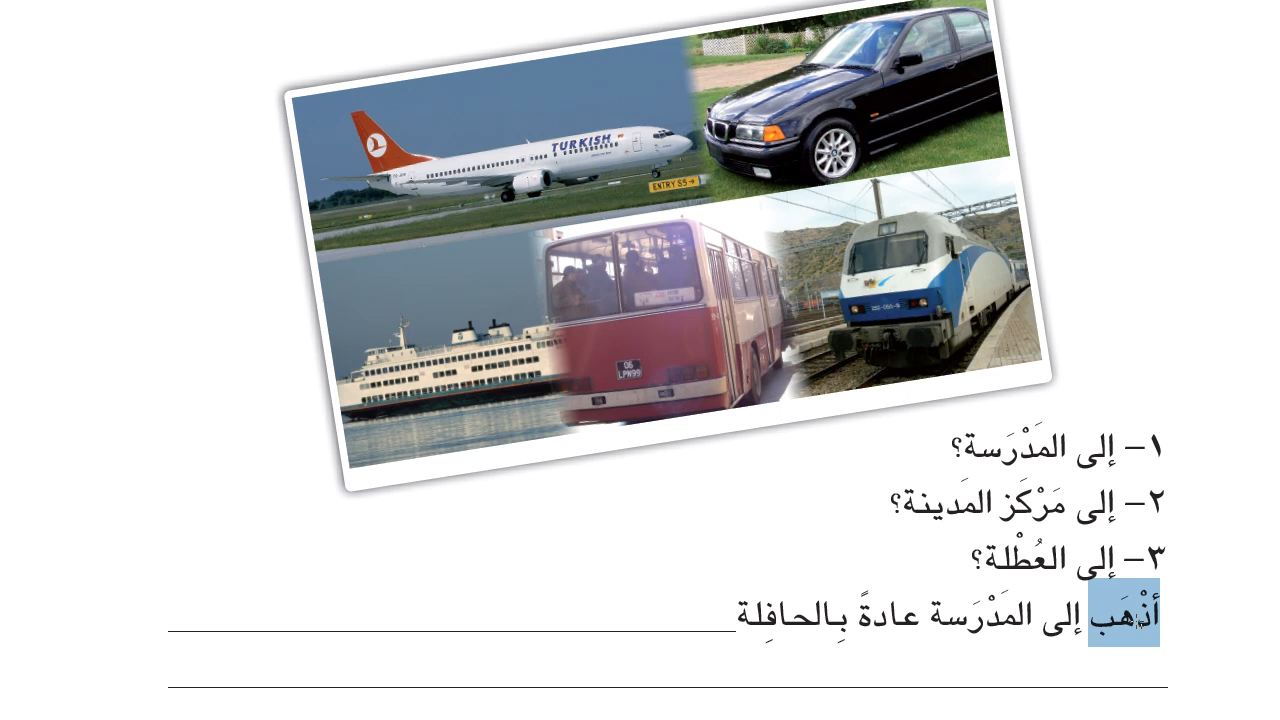 TURKISH
ENTRY S5→
06
LPN99
١– إلى المَدْرَسة؟
٢– إلى مَرْكَز المَدينة؟
٣– إلى العُطْلة؟
أذْهَب إلى المَدْرَسة عادةً بِالحافِلة